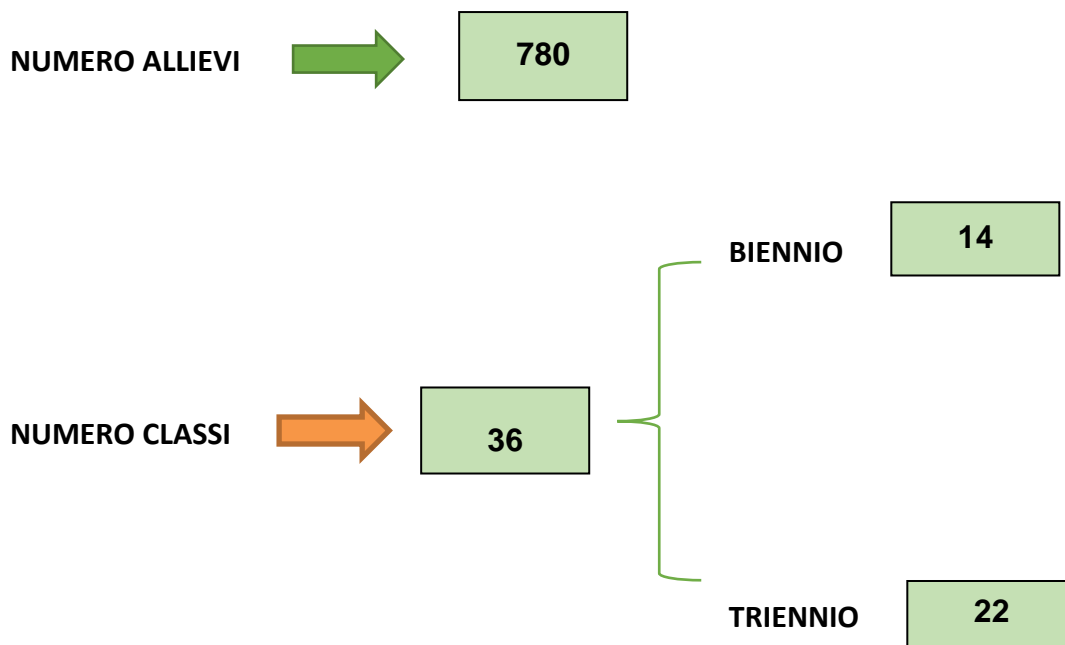 NUMERO ALLIEVI
780
BIENNIO
14
NUMERO CLASSI
36
TRIENNIO
22